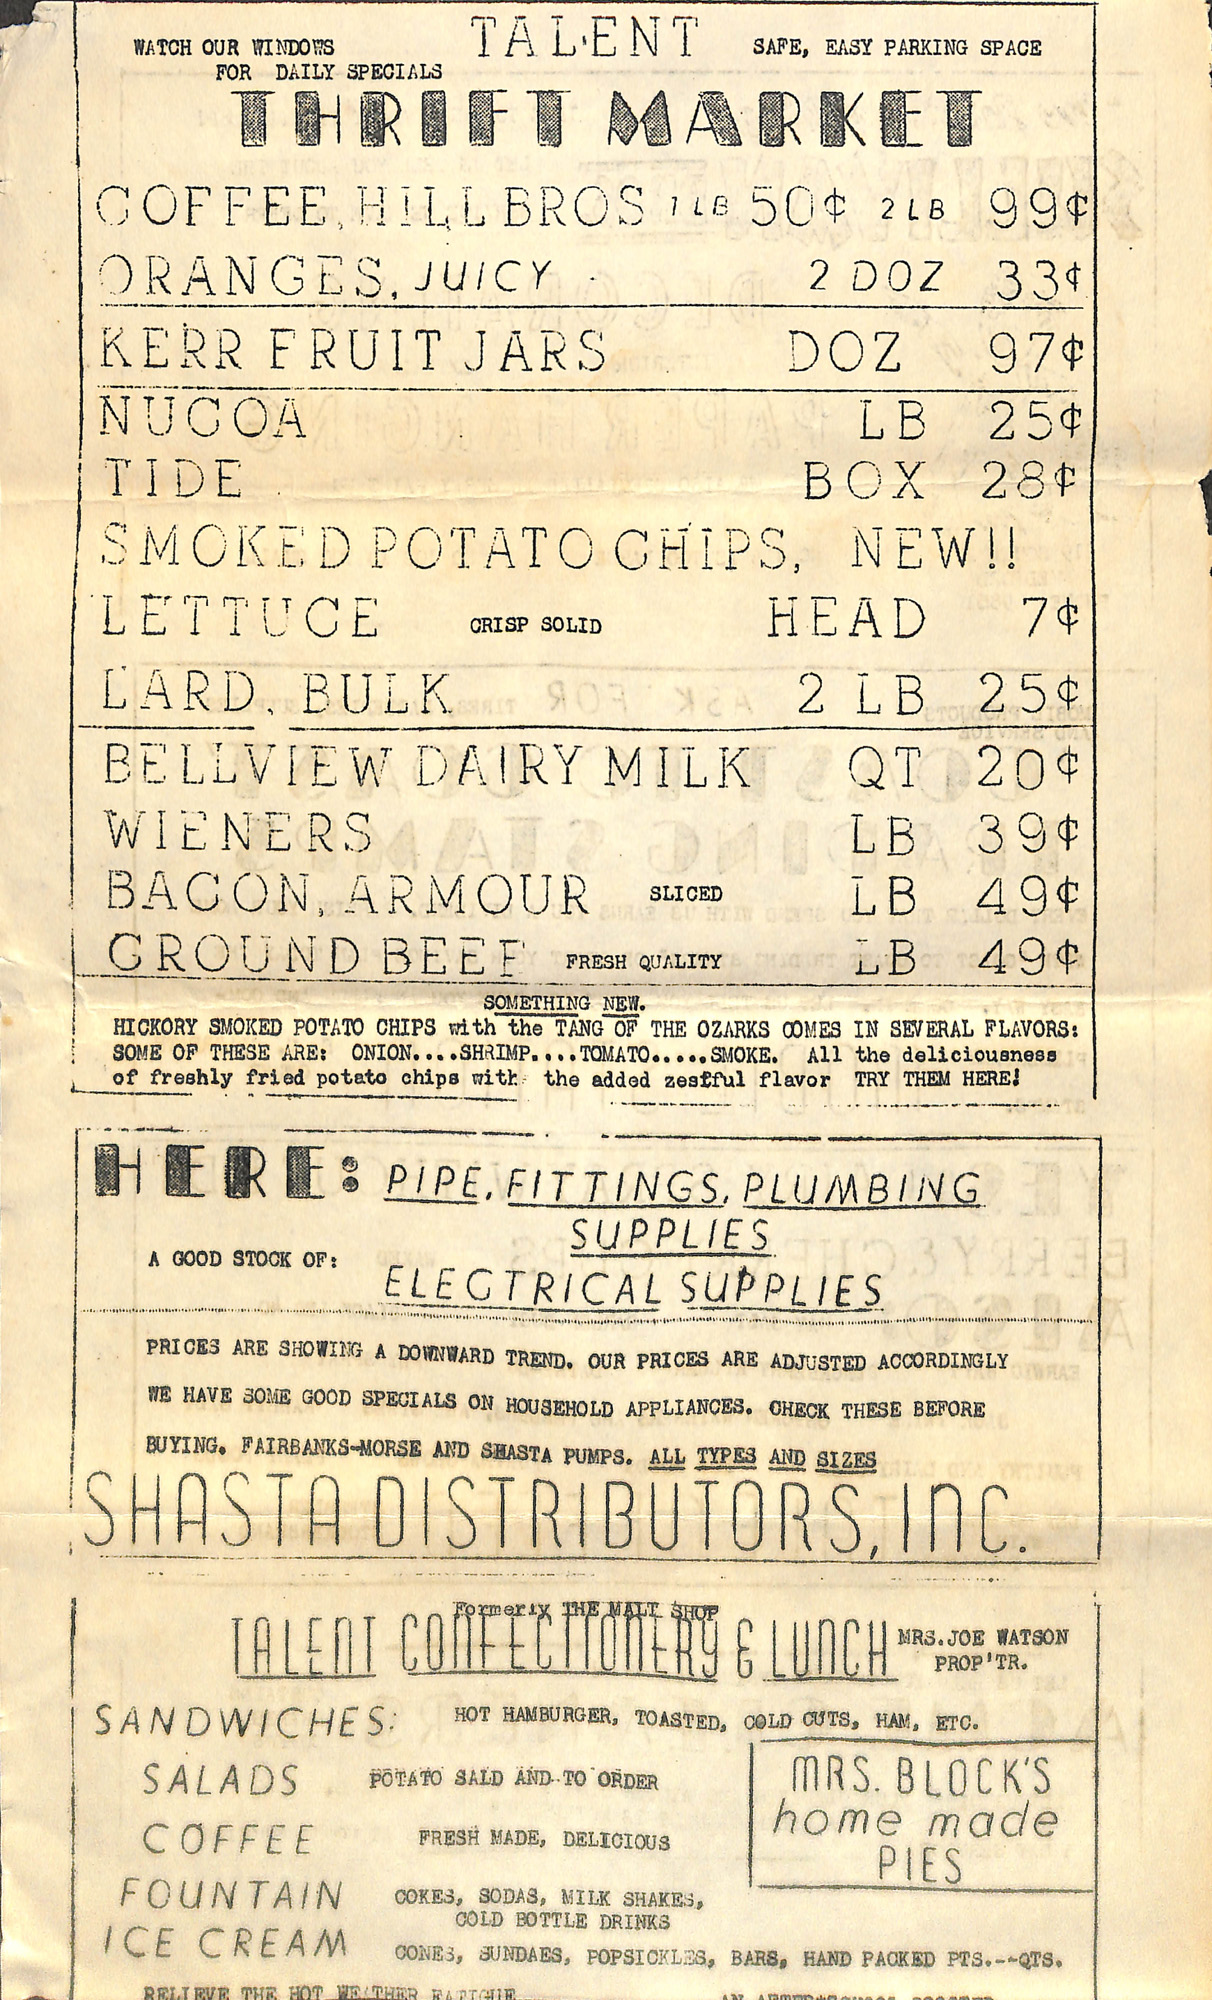 WATCH OUR WINDOWS
FOR DAILY SPECIALS
TALENT
SAFE, EASY PARKING SPACE
THRIFT MARKET
COFFEE, HILL BROS 1 LB 50¢ 2 LB 99¢
ORANGES, JUICY 2 DOZ 33¢
KERR FRUIT JARS DOZ 97¢
NUCOA LB 25¢
TIDE BOX 28¢
SMOKED POTATO CHIPS, NEW!!
LETTUCE CRISP SOLID HEAD 7¢
LARD, BULK 2 LB 25¢
BELLVIEW DAIRY MILK QT 20¢
WIENERS LB 39¢
BACON, ARMOUR SLICED LB 49¢
GROUND BEEF FRESH QUALITY LB 49¢
SOMETHING NEW.
HICKORY SMOKED POTATO CHIPS with the TANG OF THE OZARKS COMES IN SEVERAL FLAVORS:
SOME OF THESE ARE: ONION....SHRIMP....TOMATO.....SMOKE. All the deliciousness
of freshly fried potato chips with the added zestful flavor TRY THEM HERE!
HERE: PIPE, FITTINGS, PLUMBING
SUPPLIES
A GOOD STOCK OF:
ELECTRICAL SUPPLIES
PRICES ARE SHOWING A DOWNWARD TREND. OUR PRICES ARE ADJUSTED ACCORDINGLY
WE HAVE SOME GOOD SPECIALS ON HOUSEHOLD APPLIANCES. CHECK THESE BEFORE
BUYING. FAIRBANKS-MORSE AND SHASTA PUMPS. ALL TYPES AND SIZES
SHASTA DISTRIBUTORS, INC.
Formerly THE MALT SHOP
TALENT CONFECTIONERY & LUNCH
MRS.JOE WATSON
PROP'TR.
SANDWICHES: HOT HAMBURGER, TOASTED, COLD CUTS, HAM, ETC.
SALADS POTATO SALD AND TO ORDER
COFFEE FRESH MADE, DELICIOUS
MRS. BLOCK'S
home made
PIES
FOUNTAIN COKES, SODAS, MILK SHAKES,
COLD BOTTLE DRINKS
ICE CREAM CONES, SUNDAES, POPSICKLES, BARS, HAND PACKED PTS.--QTS.
RELIEVE THE HOT WEATHER FATIGUE